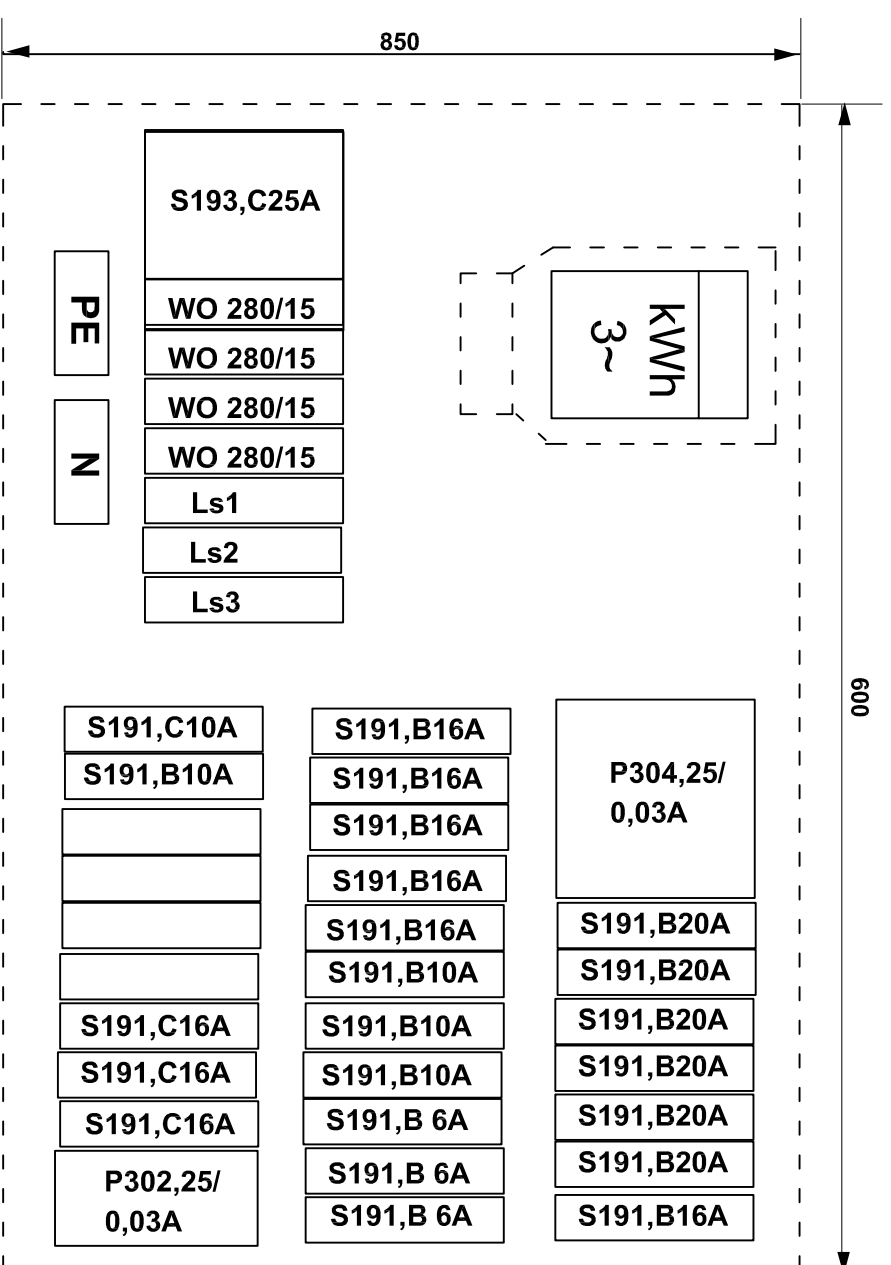 850
S193,C25A
WO 280/15
WO 280/15
WO 280/15
WO 280/15
Ls1
Ls2
Ls3
PE
N
kWh
3~
600
S191,C10A
S191,B10A
S191,C16A
S191,C16A
S191,C16A
P302,25/
0,03A
S191,B16A
S191,B16A
S191,B16A
S191,B16A
S191,B16A
S191,B10A
S191,B10A
S191,B10A
S191,B 6A
S191,B 6A
S191,B 6A
P304,25/
0,03A
S191,B20A
S191,B20A
S191,B20A
S191,B20A
S191,B20A
S191,B20A
S191,B16A